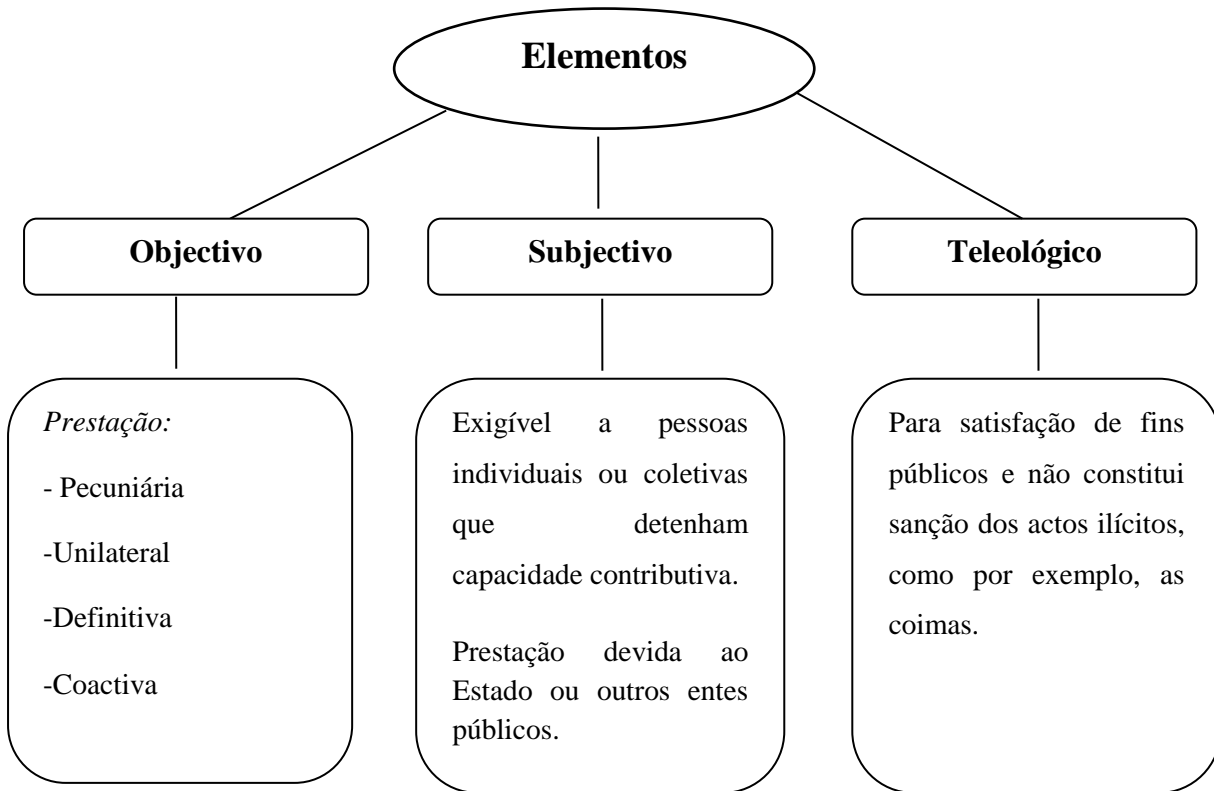 Elementos
Objectivo
Subjectivo
Teleológico
Prestação:
- Pecuniária
-Unilateral
-Definitiva
-Coactiva
Exigível a pessoas
individuais ou coletivas
que detenham
capacidade contributiva.
Prestação devida ao
Estado ou outros entes
públicos.
Para satisfação de fins
públicos e não constitui
sanção dos actos ilícitos,
como por exemplo, as
coimas.